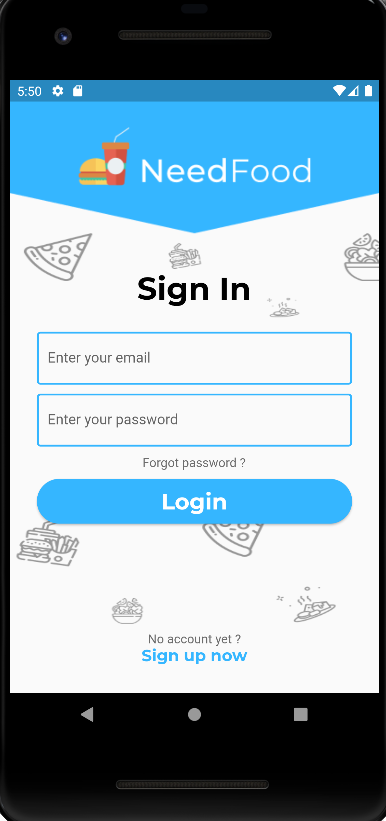 5:50
NeedFood
Sign In
Enter your email
Enter your password
Forgot password ?
Login
No account yet ?
Sign up now